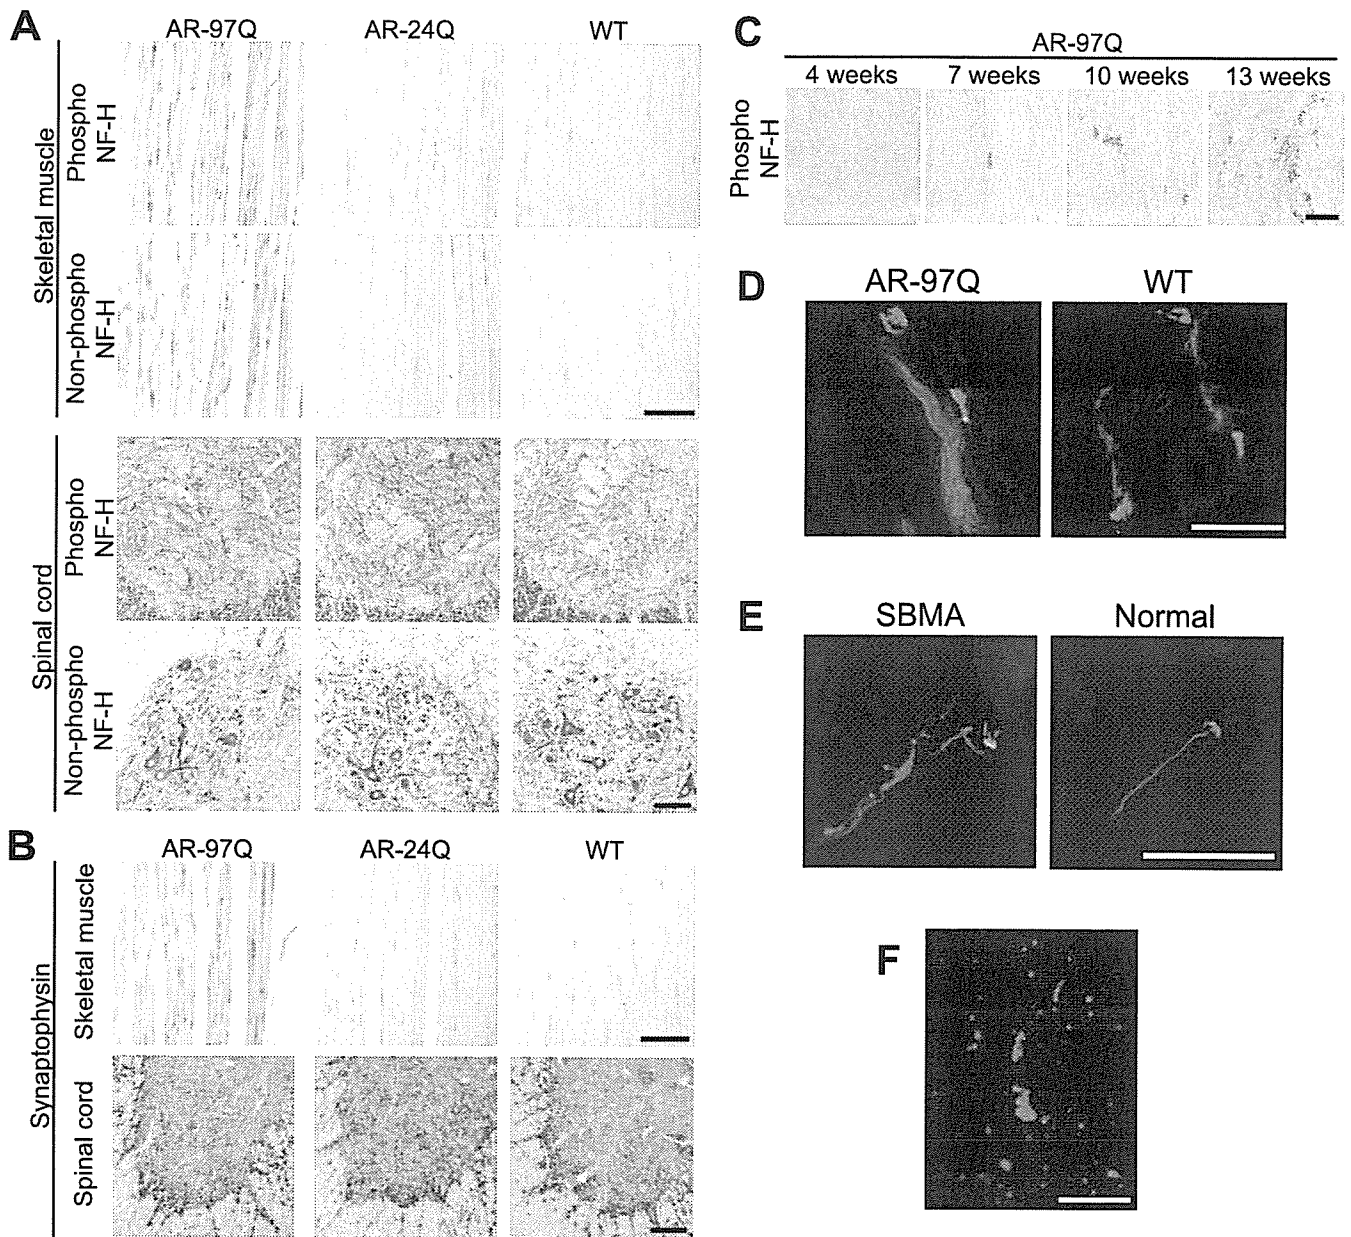 A
AR-97Q AR-24Q WT
Skeletal muscle
Phospho
NF-H
Non-phospho
NF-H
Spinal cord
Phospho
NF-H
Non-phospho
NF-H
B
AR-97Q AR-24Q WT
Synaptophysin
Skeletal muscle
Spinal cord
C
AR-97Q
4 weeks 7 weeks 10 weeks 13 weeks
Phospho
NF-H
D
AR-97Q WT
E
SBMA Normal
F